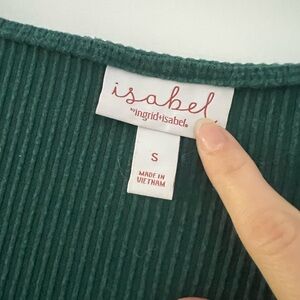 isabel
by ingrid+isabel®
S
MADE IN
VIETNAM